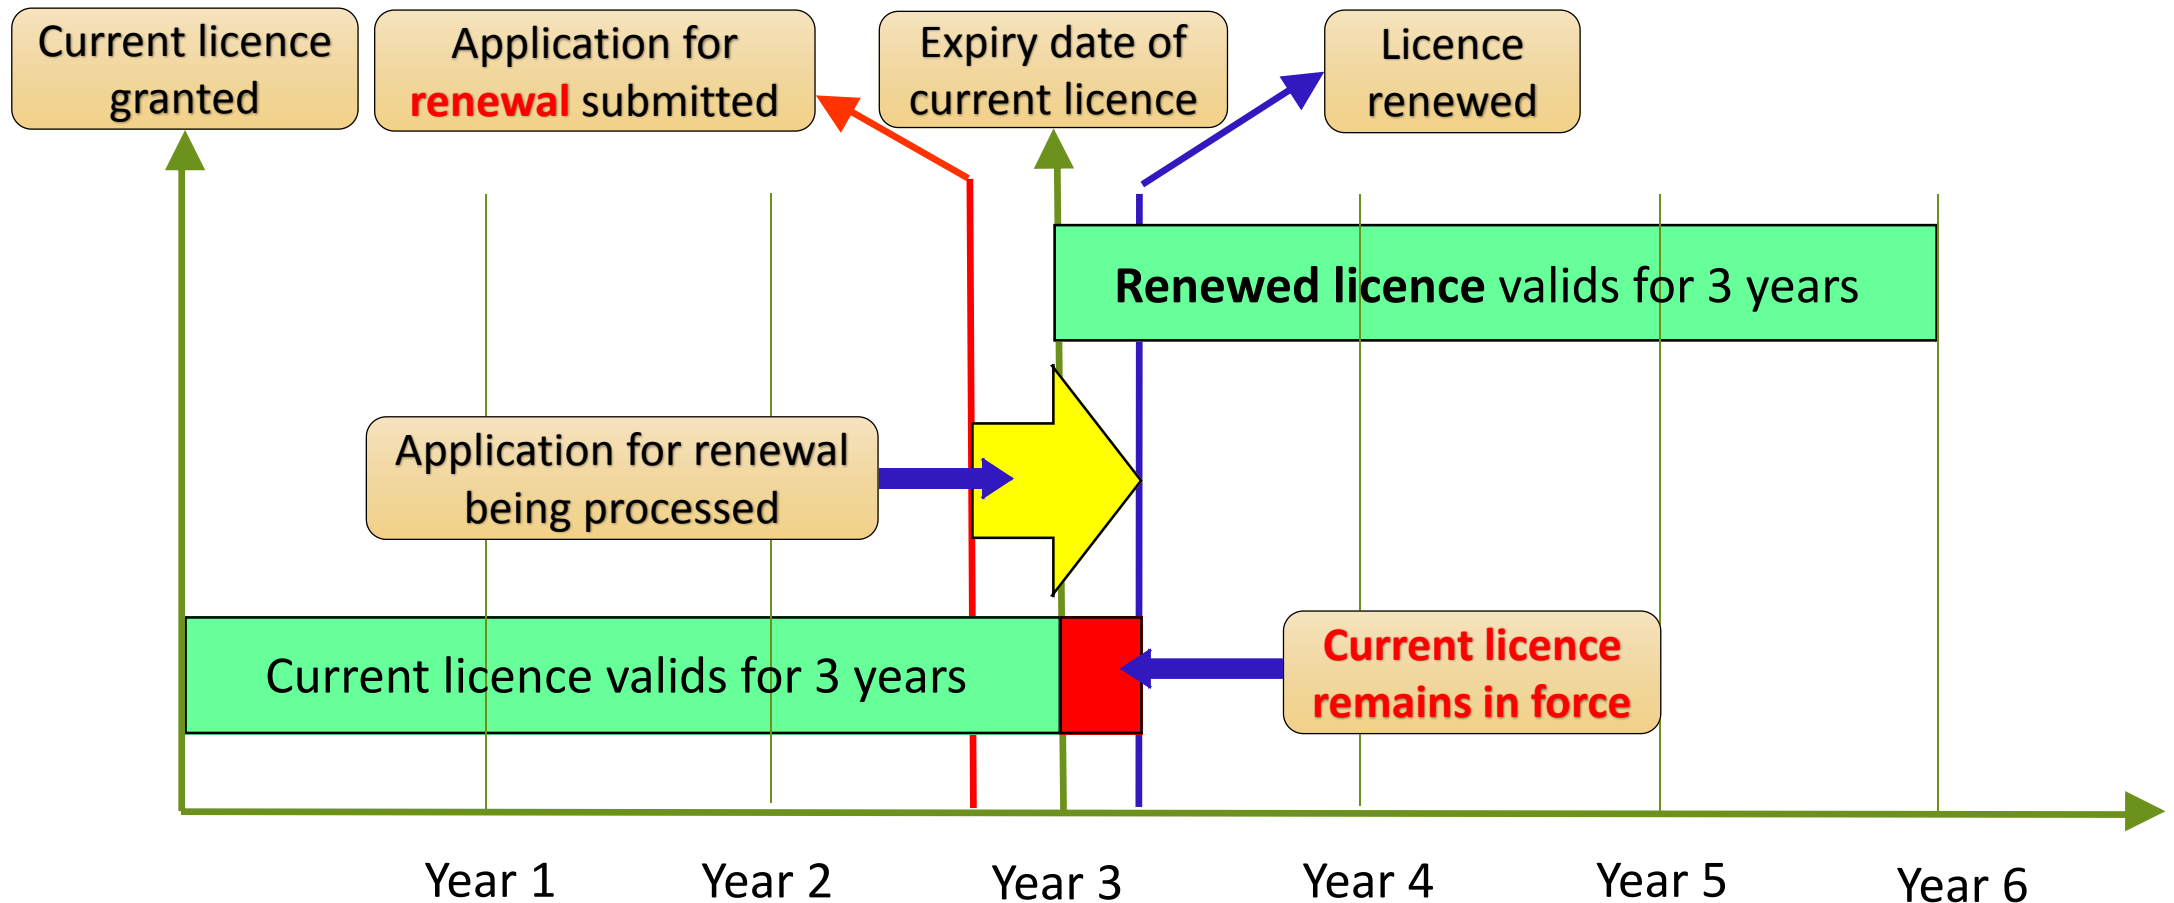 Current licence
granted
Application for
renewal submitted
Expiry date of
current licence
Licence
renewed
Renewed licence valids for 3 years
Application for renewal
being processed
Current licence valids for 3 years
Current licence
remains in force
Year 1
Year 2
Year 3
Year 4
Year 5
Year 6